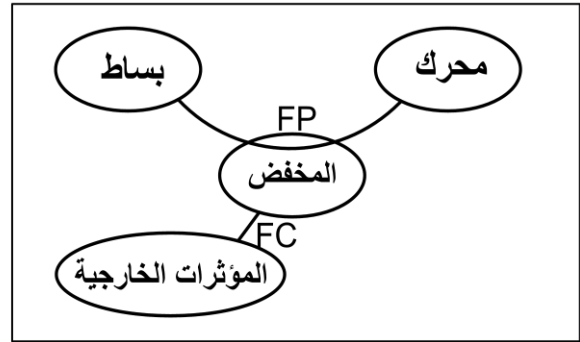 محرك
بساط
FP
المخفض
FC
المؤثرات الخارجية